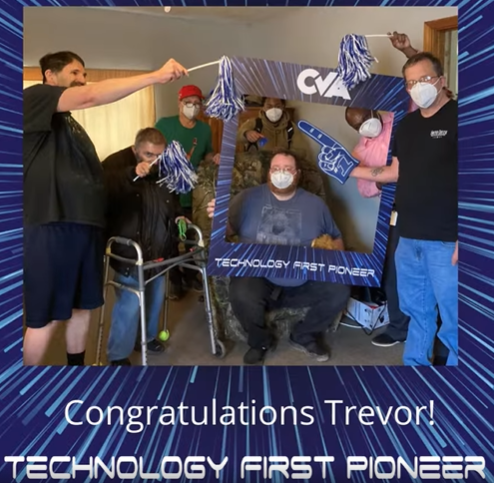 CVA
TECHNOLOGY FIRST PIONEER
Congratulations Trevor!
TECHNOLOGY FIRST PIONEER